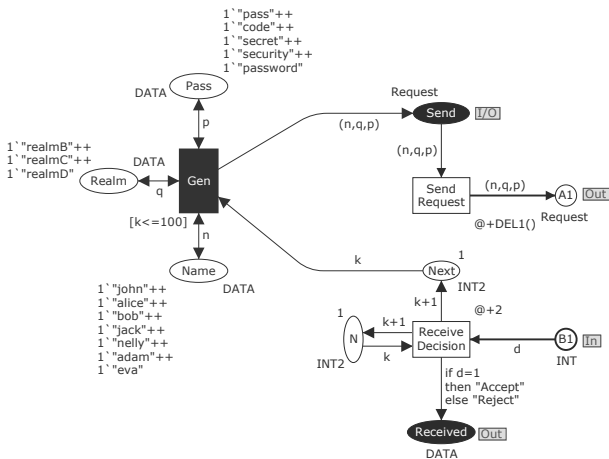 1`"pass"++
1`"code"++
1`"secret"++
1`"security"++
1`"password"
Pass
DATA
p
Request
Send
I/O
(n,q,p)
(n,q,p)
1`"realmB"++
1`"realmC"++
1`"realmD"
DATA
Realm
q
Gen
Send
Request
(n,q,p)
A1
Out
Request
@+DEL1()
[k<=100]
n
Name
DATA
k
Next
1
INT2
1`"john"++
1`"alice"++
1`"bob"++
1`"jack"++
1`"nelly"++
1`"adam"++
1`"eva"
k+1
@+2
1
N
INT2
k+1
k
Receive
Decision
d
B1
In
INT
if d=1
then "Accept"
else "Reject"
Received
Out
DATA